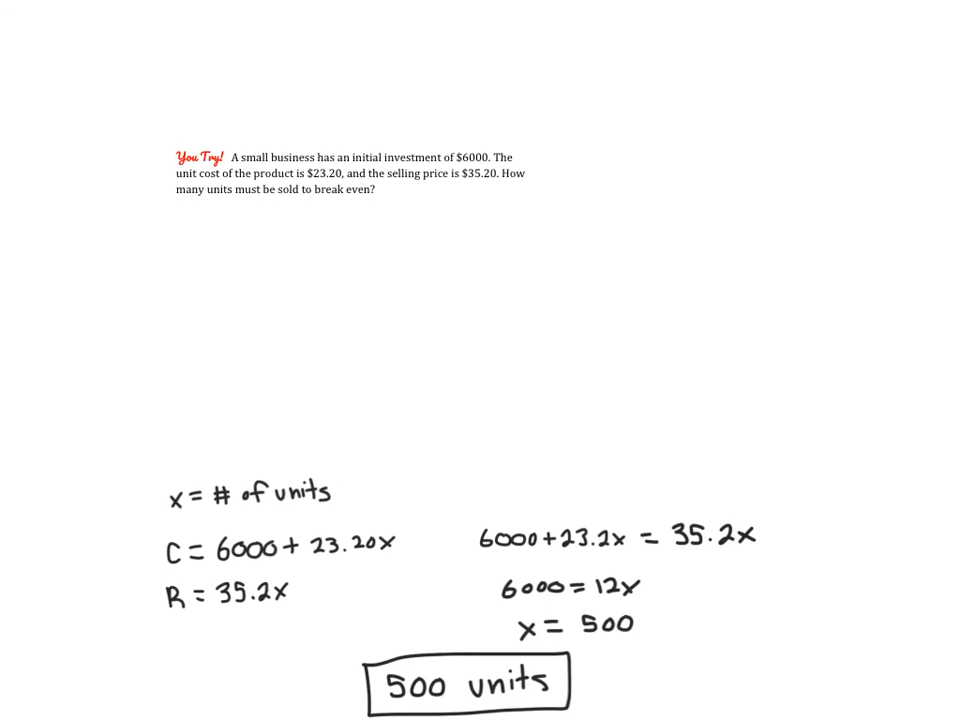 You Try! A small business has an initial investment of $6000. The
unit cost of the product is $23.20, and the selling price is $35.20. How
many units must be sold to break even?
x = # of units
C = 6000 + 23.20x
R = 35.2x
6000 + 23.2x = 35.2x
6000 = 12x
x = 500
500 units